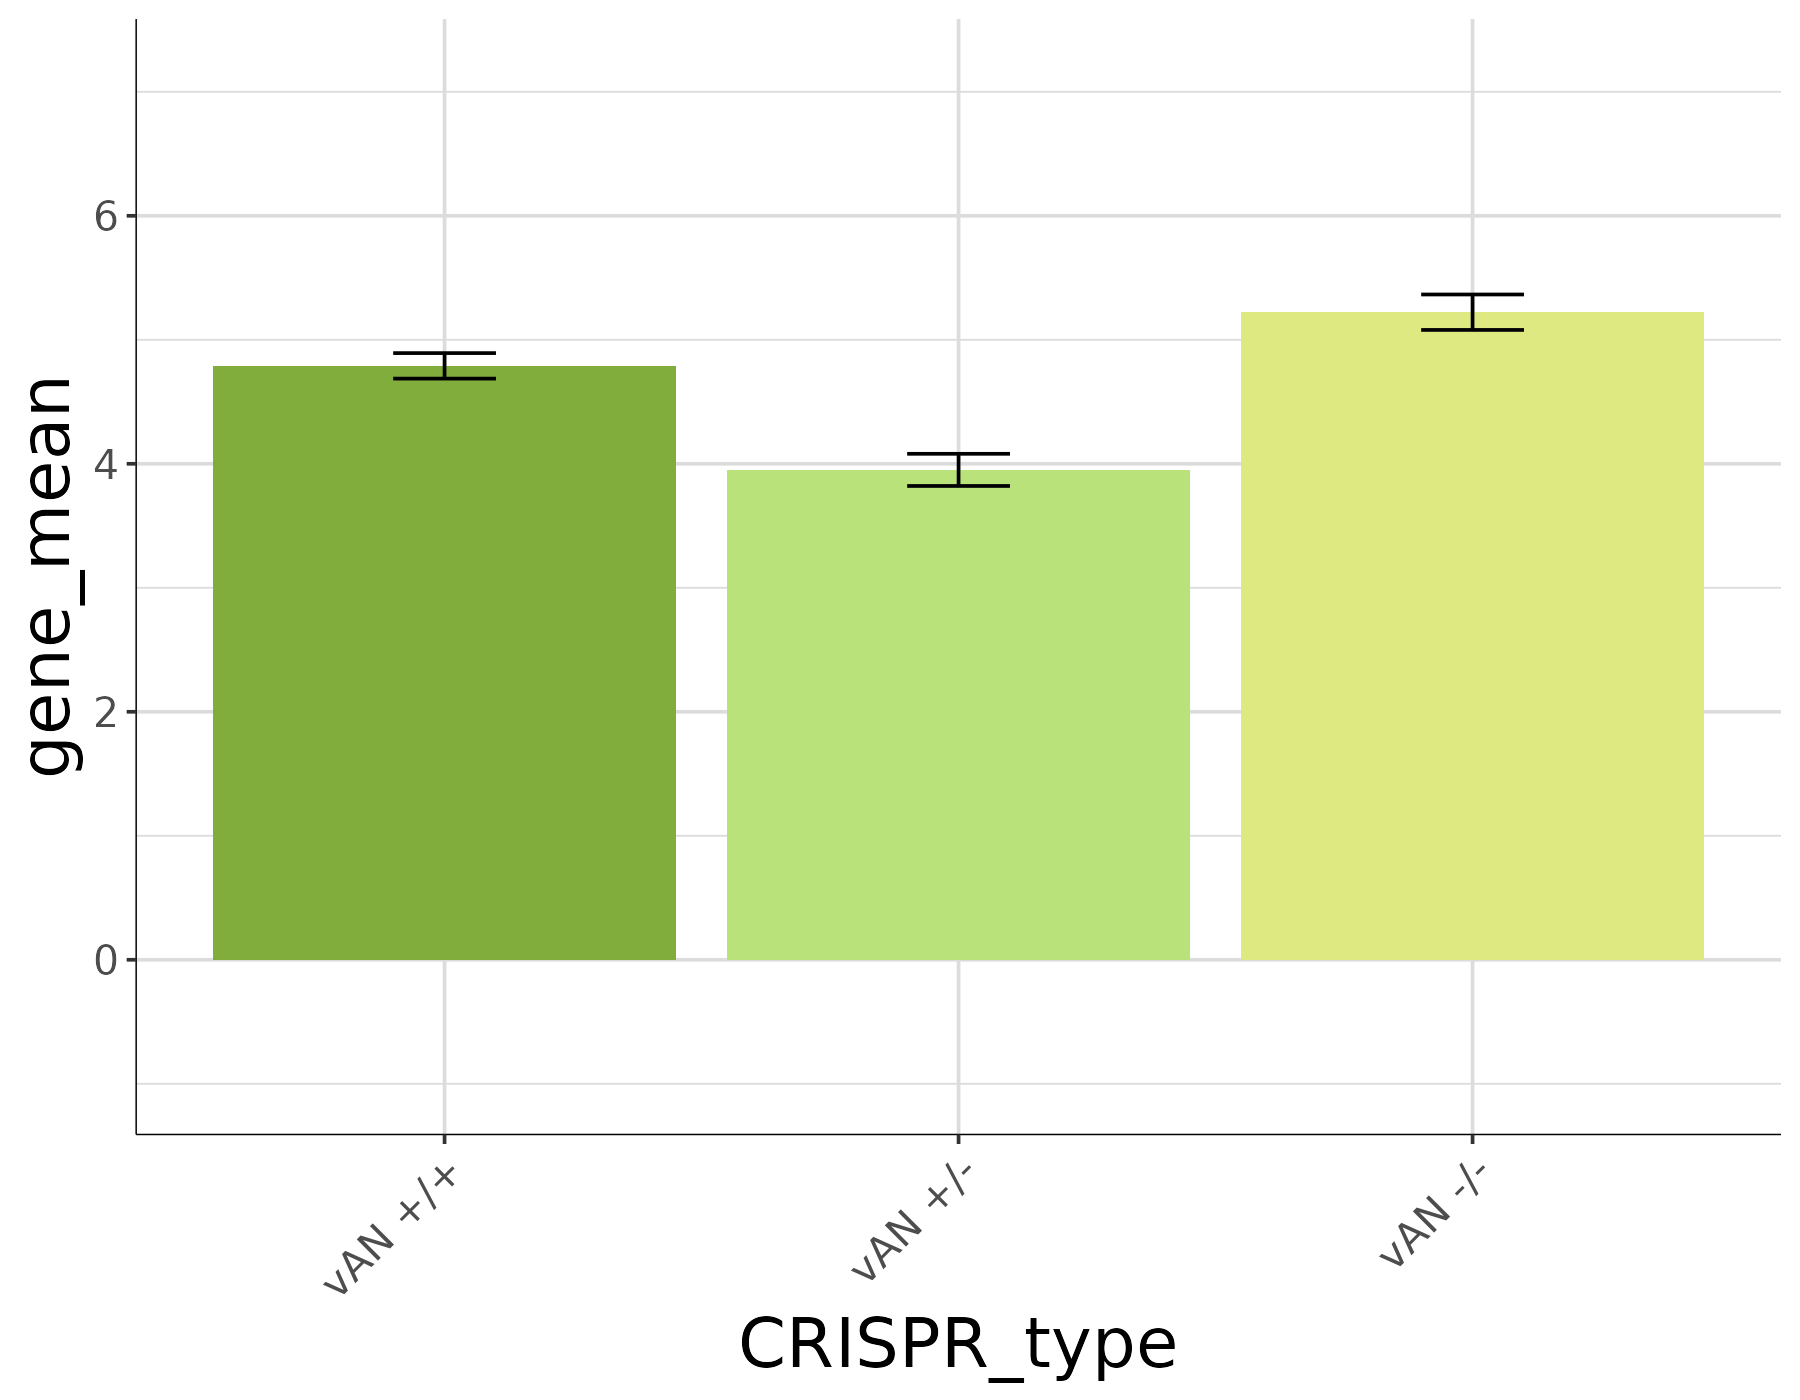 gene_mean
6
4
2
0
vAN +/+
vAN +/-
vAN -/-
CRISPR_type